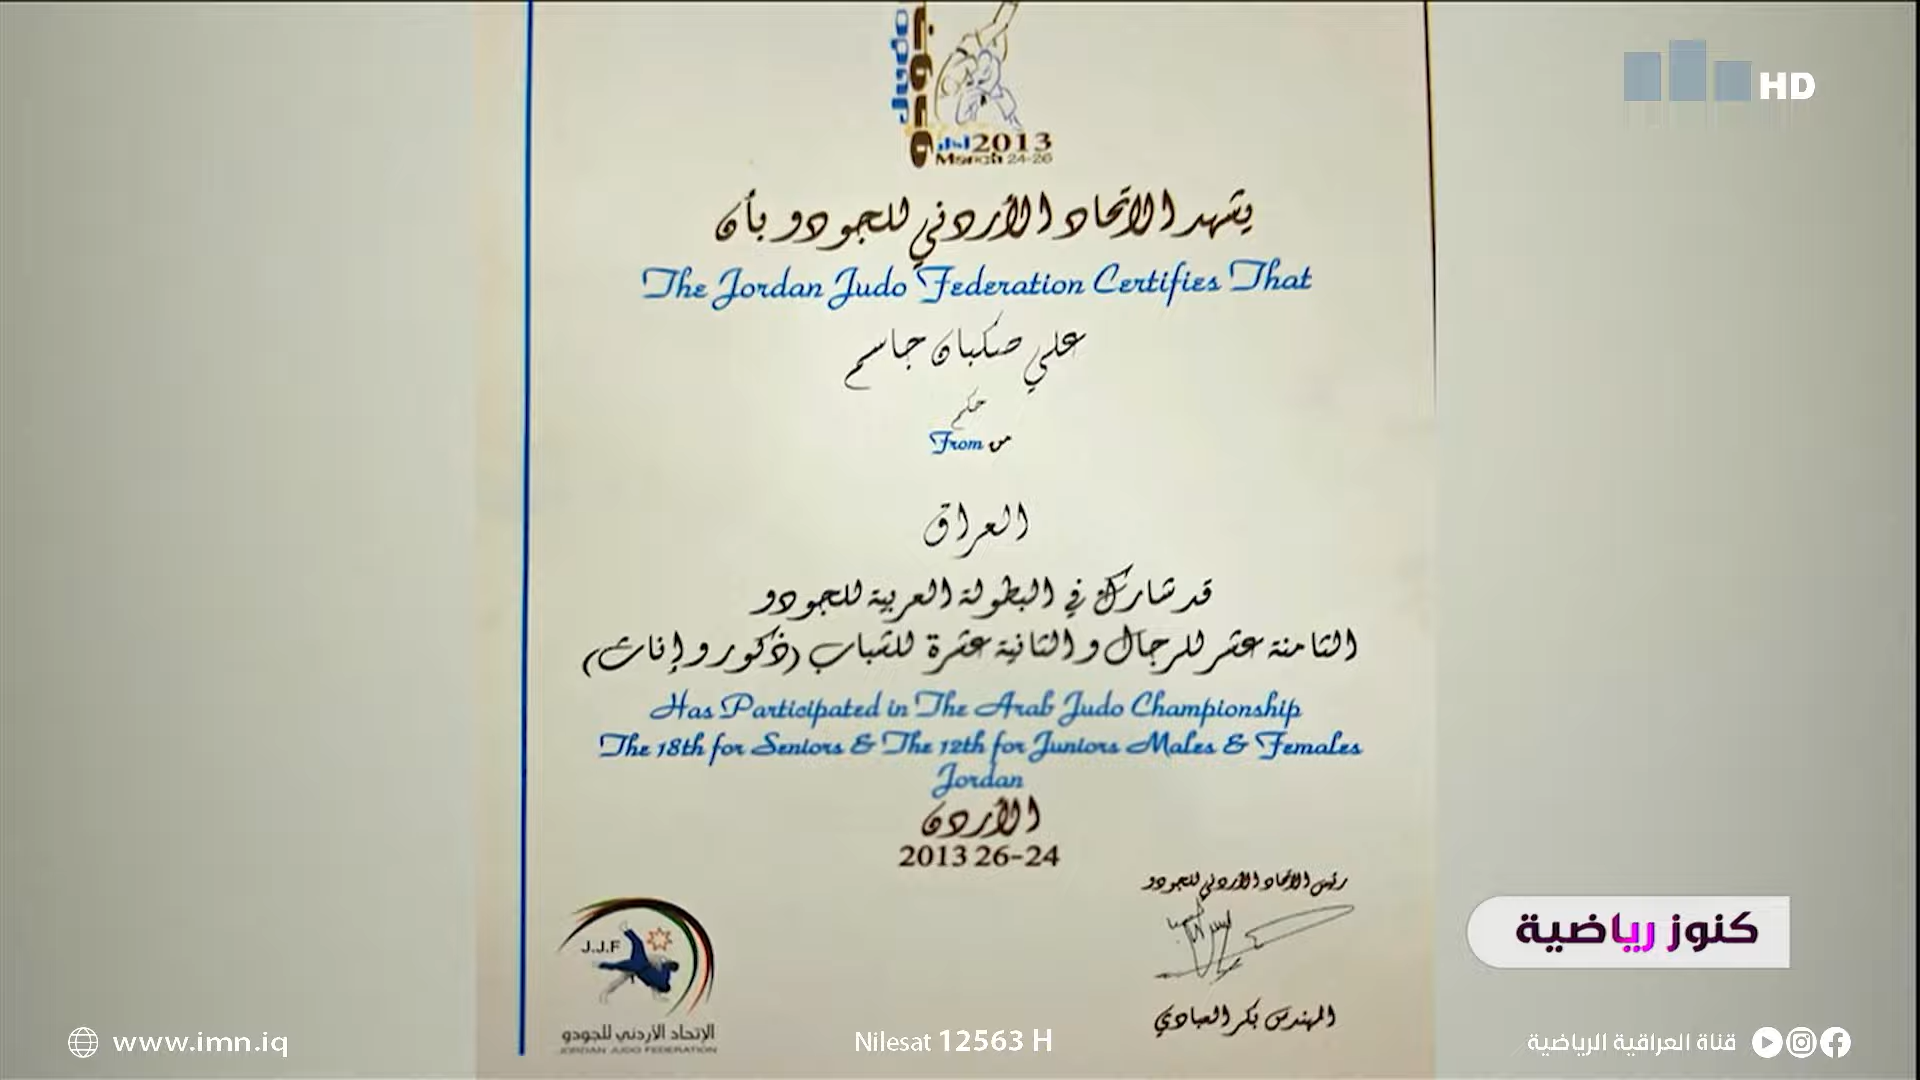 Judo
جودو
الأردن 2013
March 24-26
HD
يشهد الاتحاد الأردني للجودو بأن
The Jordan Judo Federation Certifies That
علي صكبان جاسم
حكم
From من
العراق
قد شارك في البطولة العربية للجودو
الثامنة عشر للرجال و الثانية عشرة للشباب (ذكور و إناث)
Has Participated in The Arab Judo Championship
The 18th for Seniors & The 12th for Juniors Males & Females
Jordan
الأردن
2013 26-24
رئيس الاتحاد الأردني للجودو
المهندس بكر العبادي
J.J.F
الإتحاد الأردني للجودو
JORDAN JUDO FEDERATION
كنوز رياضية
www.imn.iq
Nilesat 12563 H
قناة العراقية الرياضية